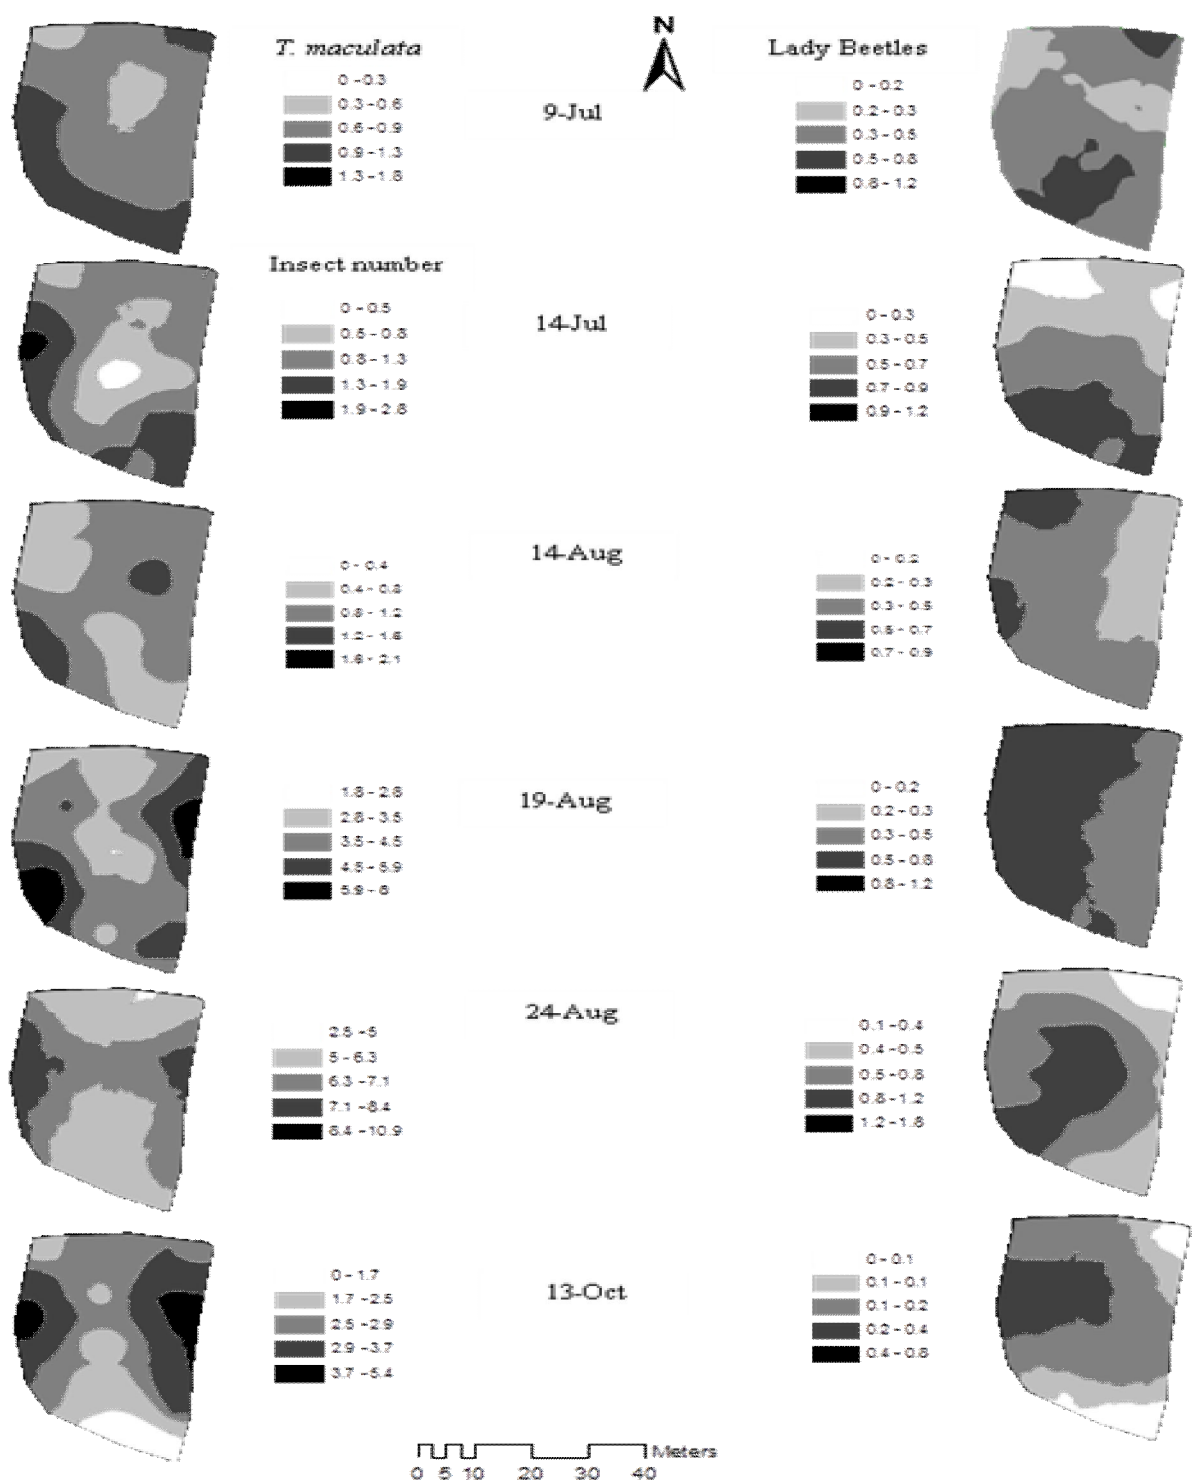 N
T. maculata
Lady Beetles
0 - 0.3
0.3 - 0.6
0.6 - 0.9
0.9 - 1.3
1.3 - 1.8
9-Jul
0 - 0.2
0.2 - 0.3
0.3 - 0.5
0.5 - 0.8
0.8 - 1.2
Insect number
0 - 0.5
0.5 - 0.8
0.8 - 1.3
1.3 - 1.9
1.9 - 2.8
14-Jul
0 - 0.3
0.3 - 0.5
0.5 - 0.7
0.7 - 0.9
0.9 - 1.2
14-Aug
0 - 0.4
0.4 - 0.8
0.8 - 1.2
1.2 - 1.6
1.6 - 2.1
0 - 0.2
0.2 - 0.3
0.3 - 0.5
0.5 - 0.7
0.7 - 0.9
19-Aug
1.8 - 2.8
2.8 - 3.5
3.5 - 4.5
4.5 - 5.9
5.9 - 8
0 - 0.2
0.2 - 0.3
0.3 - 0.5
0.5 - 0.8
0.8 - 1.2
24-Aug
2.5 - 5
5 - 6.3
6.3 - 7.1
7.1 - 8.4
8.4 - 10.9
0.1 - 0.4
0.4 - 0.5
0.5 - 0.8
0.8 - 1.2
1.2 - 1.8
13-Oct
0 - 1.7
1.7 - 2.5
2.5 - 2.9
2.9 - 3.7
3.7 - 5.4
0 - 0.1
0.1 - 0.1
0.1 - 0.2
0.2 - 0.4
0.4 - 0.8
Meters
0 5 10 20 30 40